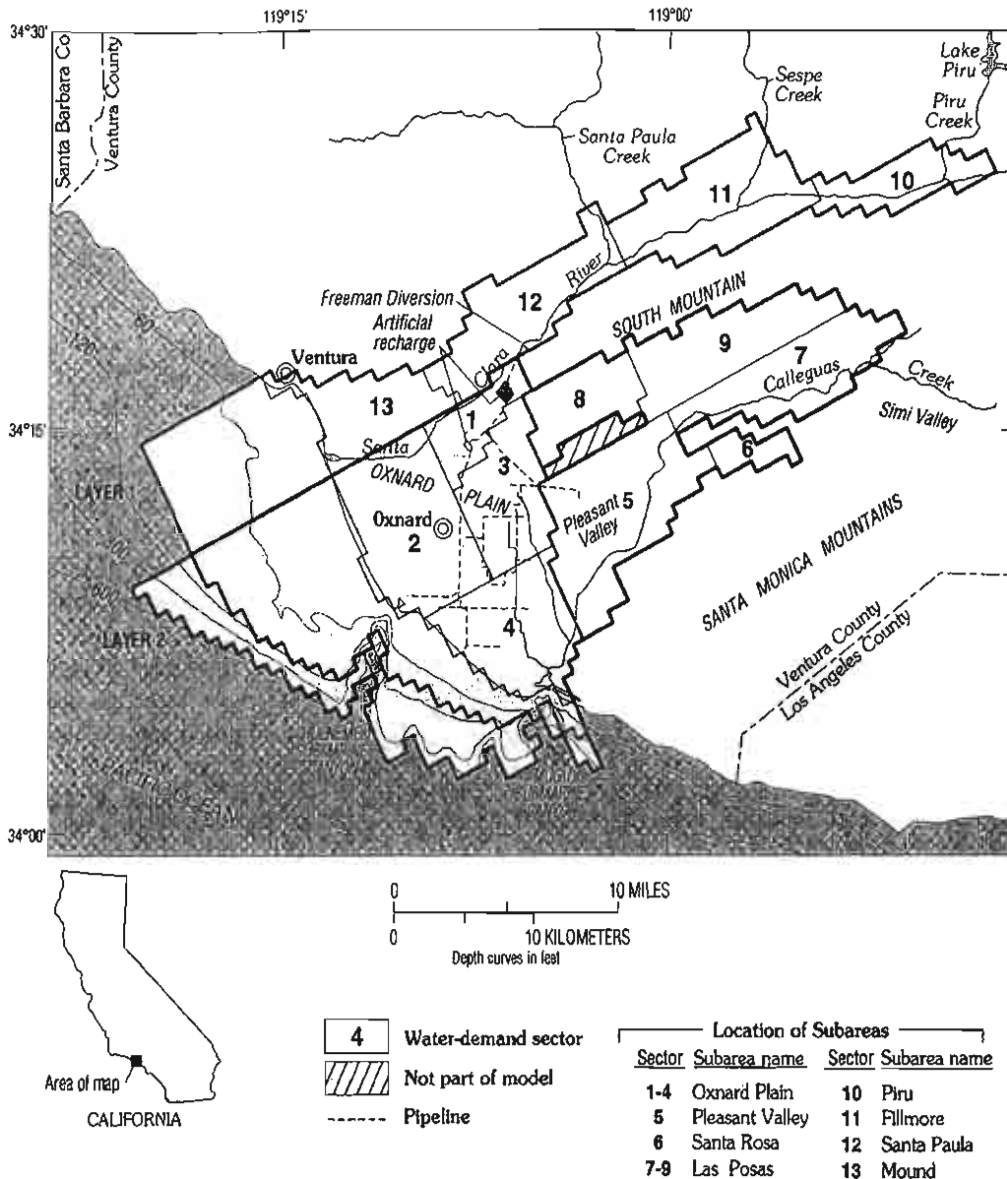 119°15'
119°00'
34°30'
Santa Barbara Co
Ventura County
Lake
Piru
Sespe
Creek
Piru
Creek
Santa Paula
Creek
11
10
River
12
SOUTH MOUNTAIN
Freeman Diversion
Artificial
recharge
60
120
Ventura
Clara
9
7
Calleguas
Creek
Simi Valley
13
8
34°15'
1
Santa
6
3
OXNARD
PLAIN
LAYER 1
5
Pleasant
Valley
Oxnard
2
SANTA MONICA MOUNTAINS
600
LAYER 2
4
Ventura County
Los Angeles County
PACIFIC OCEAN
34°00'
0 10 MILES
0 10 KILOMETERS
Depth curves in feet
Area of map
CALIFORNIA
4 Water-demand sector
Not part of model
Pipeline
Location of Subareas
Sector Subarea name Sector Subarea name
1-4 Oxnard Plain 10 Piru
5 Pleasant Valley 11 Fillmore
6 Santa Rosa 12 Santa Paula
7-9 Las Posas 13 Mound